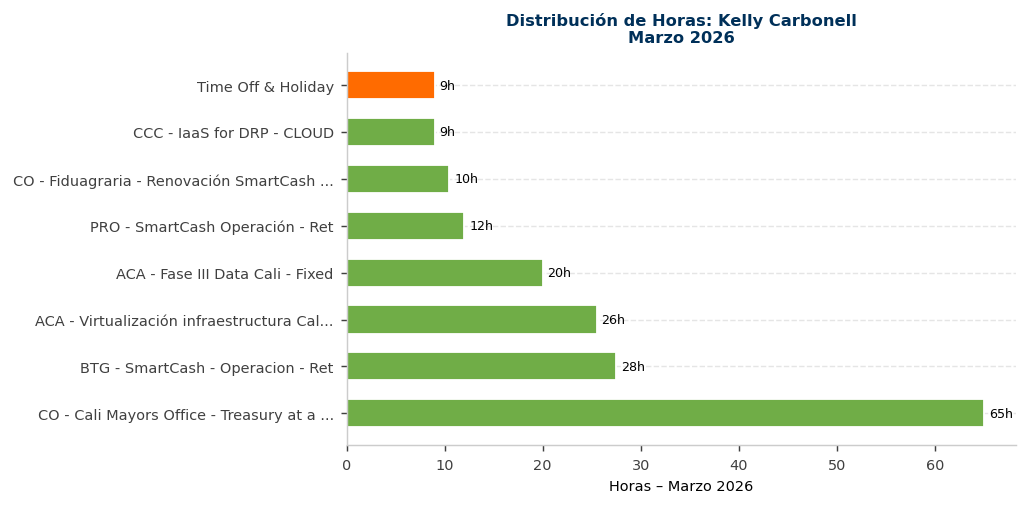 Distribución de Horas: Kelly Carbonell
Marzo 2026
Time Off & Holiday
9h
CCC - IaaS for DRP - CLOUD
9h
CO - Fiduagraria - Renovación SmartCash ...
10h
PRO - SmartCash Operación - Ret
12h
ACA - Fase III Data Cali - Fixed
20h
ACA - Virtualización infraestructura Cal...
26h
BTG - SmartCash - Operacion - Ret
28h
CO - Cali Mayors Office - Treasury at a ...
65h
0 10 20 30 40 50 60
Horas – Marzo 2026